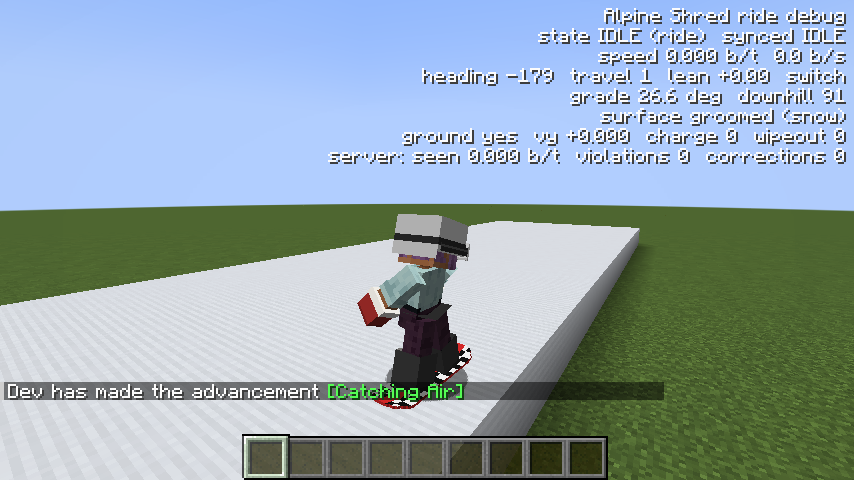 Alpine Shred ride debug
state IDLE (ride) synced IDLE
speed 0.000 b/t 0.0 b/s
heading -179 travel 1 lean +0.00 switch
grade 26.6 deg downhill 91
surface groomed (snow)
ground yes vy +0.000 charge 0 wipeout 0
server: seen 0.000 b/t violations 0 corrections 0
Dev has made the advancement [Catching Air]